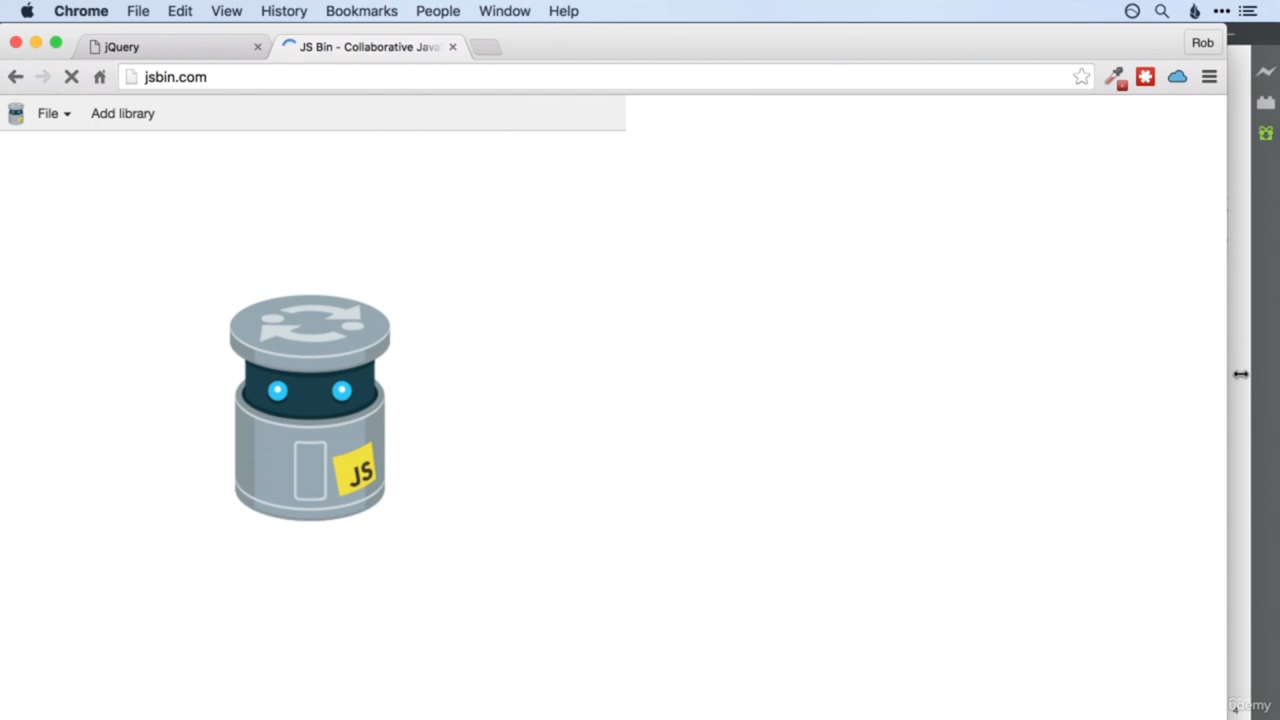 Chrome File Edit View History Bookmarks People Window Help
jQuery
JS Bin - Collaborative Java
Rob
jsbin.com
File Add library
JS
ûdemy